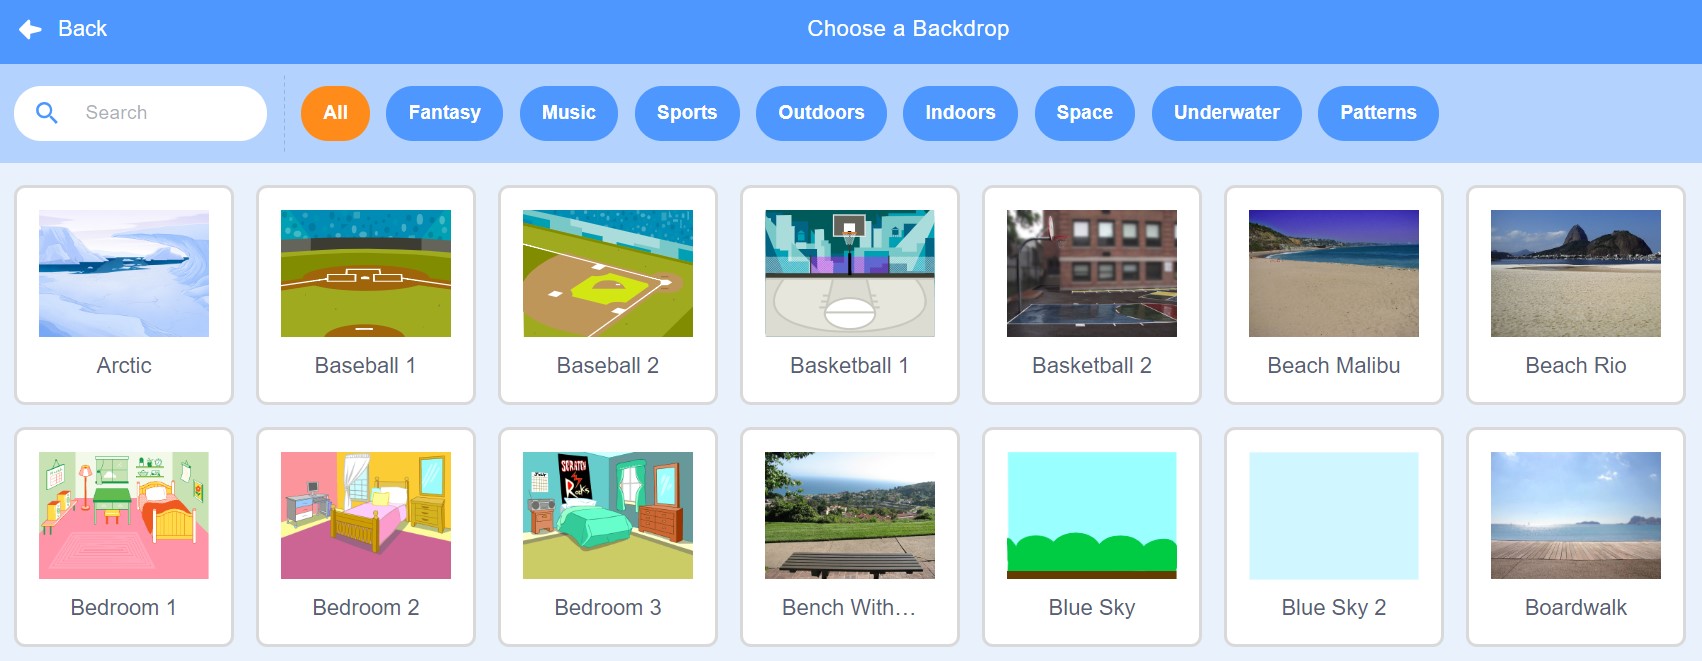 Back
Choose a Backdrop
Search
All
Fantasy
Music
Sports
Outdoors
Indoors
Space
Underwater
Patterns
Arctic
Baseball 1
Baseball 2
Basketball 1
Basketball 2
Beach Malibu
Beach Rio
SCRATCH
Rocks
Bedroom 1
Bedroom 2
Bedroom 3
Bench With...
Blue Sky
Blue Sky 2
Boardwalk